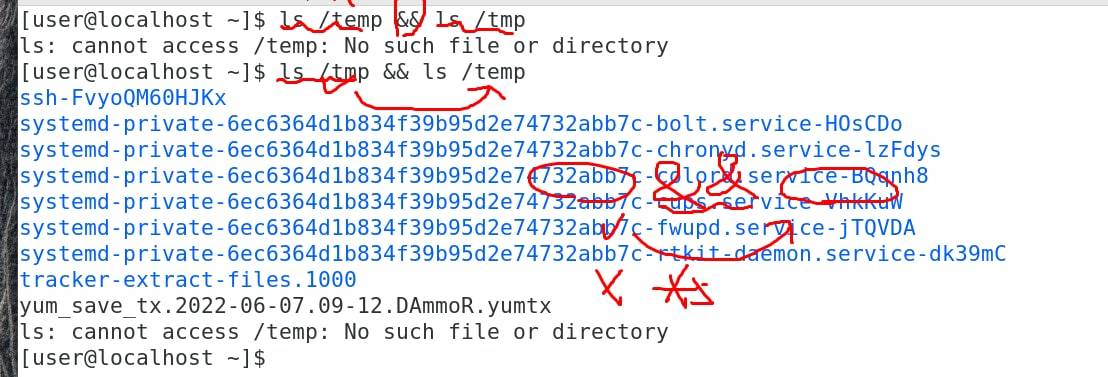 [user@localhost ~]$ ls /temp && ls /tmp
ls: cannot access /temp: No such file or directory
[user@localhost ~]$ ls /tmp && ls /temp
ssh-FvyoQM60HJKx
systemd-private-6ec6364d1b834f39b95d2e74732abb7c-bolt.service-HOsCDo
systemd-private-6ec6364d1b834f39b95d2e74732abb7c-chronyd.service-lzFdys
systemd-private-6ec6364d1b834f39b95d2e74732abb7c-colord.service-BQqnh8
systemd-private-6ec6364d1b834f39b95d2e74732abb7c-cups.service-VhkKuW
systemd-private-6ec6364d1b834f39b95d2e74732abb7c-fwupd.service-jTQVDA
systemd-private-6ec6364d1b834f39b95d2e74732abb7c-rtkit-daemon.service-dk39mC
tracker-extract-files.1000
yum_save_tx.2022-06-07.09-12.DAmmoR.yumtx
ls: cannot access /temp: No such file or directory
[user@localhost ~]$
&&